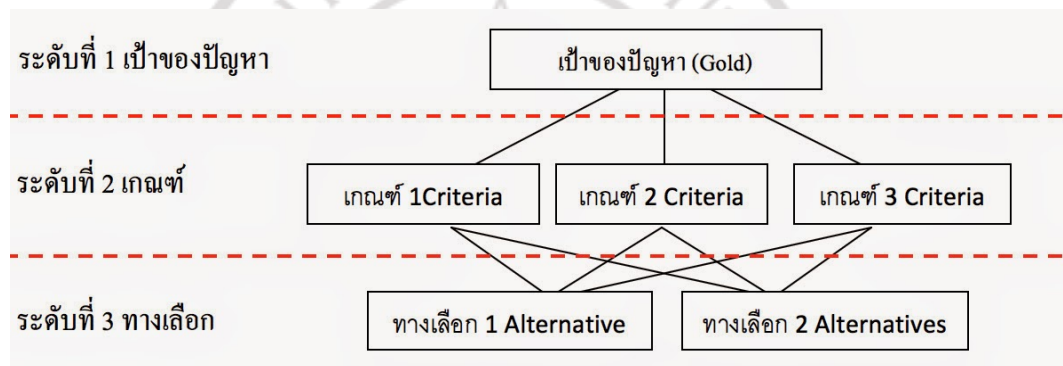 ระดับที่ 1 เป้าของปัญหา
เป้าของปัญหา (Gold)
ระดับที่ 2 เกณฑ์
เกณฑ์ 1Criteria
เกณฑ์ 2 Criteria
เกณฑ์ 3 Criteria
ระดับที่ 3 ทางเลือก
ทางเลือก 1 Alternative
ทางเลือก 2 Alternatives